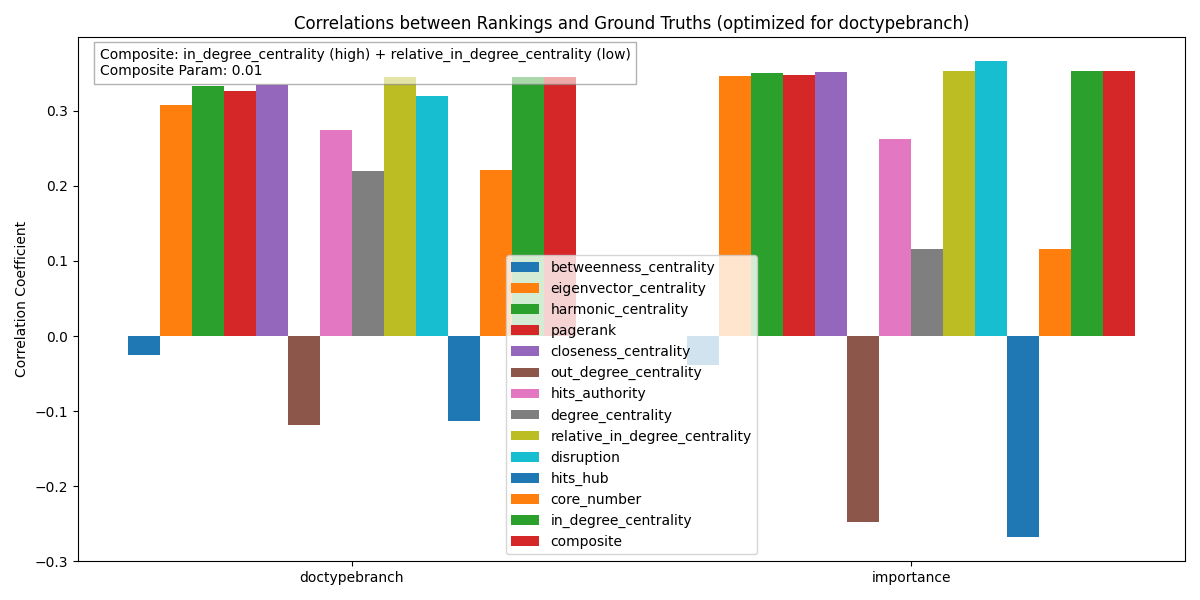 Correlations between Rankings and Ground Truths (optimized for doctypebranch)
Composite: in_degree_centrality (high) + relative_in_degree_centrality (low)
Composite Param: 0.01
Correlation Coefficient
0.3
0.2
0.1
0.0
−0.1
−0.2
−0.3
betweenness_centrality
eigenvector_centrality
harmonic_centrality
pagerank
closeness_centrality
out_degree_centrality
hits_authority
degree_centrality
relative_in_degree_centrality
disruption
hits_hub
core_number
in_degree_centrality
composite
doctypebranch
importance